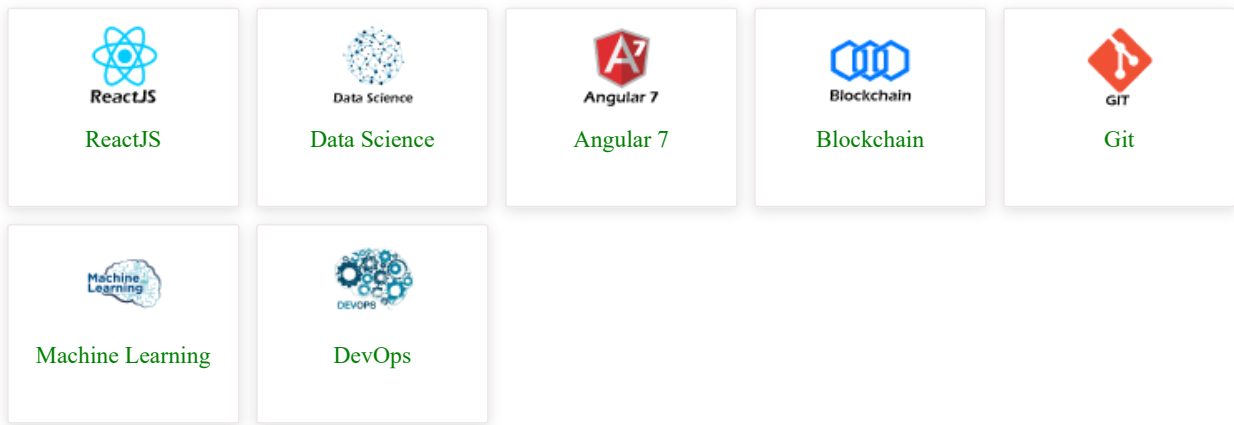 ReactJS
ReactJS
Data Science
Data Science
A7
Angular 7
Angular 7
Blockchain
Blockchain
GIT
Git
Machine
Learning
Machine Learning
DEVOPS
DevOps